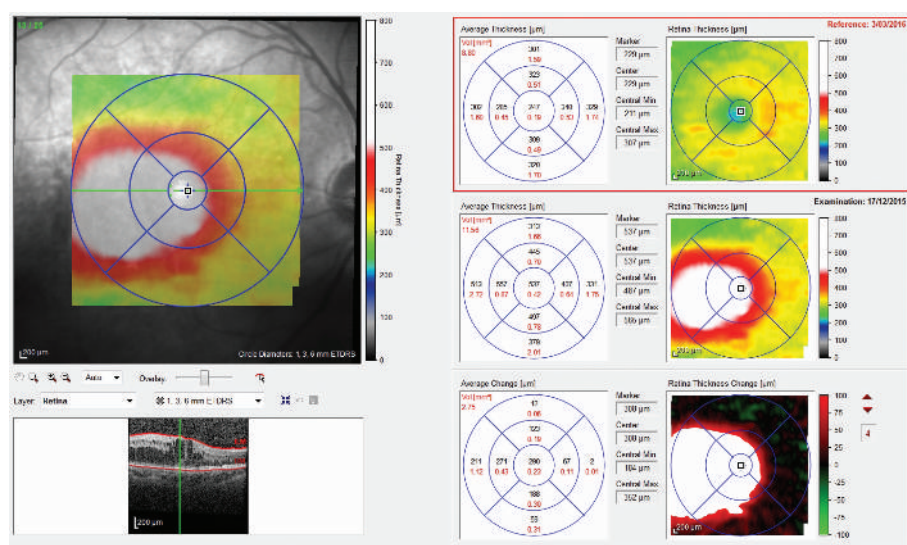 800
700
600
500
400
300
200
100
0
Retina Thickness [µm]
200 µm
Circle Diameters: 1, 3, 6 mm ETDRS
Auto
Overlay:
Layer: Retina
1, 3, 6 mm ETDRS
200 µm
Reference: 3/03/2016
Average Thickness [µm]
Vol [mm³]
8.80
301
1.59
323
0.51
302
1.60
285
0.45
247
0.19
340
0.53
329
1.74
309
0.49
320
1.70
Marker
229 µm
Center
229 µm
Central Min
211 µm
Central Max
307 µm
Retina Thickness [µm]
200 µm
800
700
600
500
400
300
200
100
0
Examination: 17/12/2015
Average Thickness [µm]
Vol [mm³]
11.56
313
1.66
445
0.70
513
2.72
557
0.87
537
0.42
407
0.64
331
1.75
497
0.78
379
2.01
Marker
537 µm
Center
537 µm
Central Min
487 µm
Central Max
565 µm
Retina Thickness [µm]
200 µm
800
700
600
500
400
300
200
100
0
Average Change [µm]
Vol [mm³]
2.75
12
0.06
123
0.19
211
1.12
271
0.43
290
0.23
67
0.11
2
0.01
188
0.30
59
0.31
Marker
308 µm
Center
308 µm
Central Min
184 µm
Central Max
352 µm
Retina Thickness Change [µm]
200 µm
100
75
50
25
0
-25
-50
-75
-100